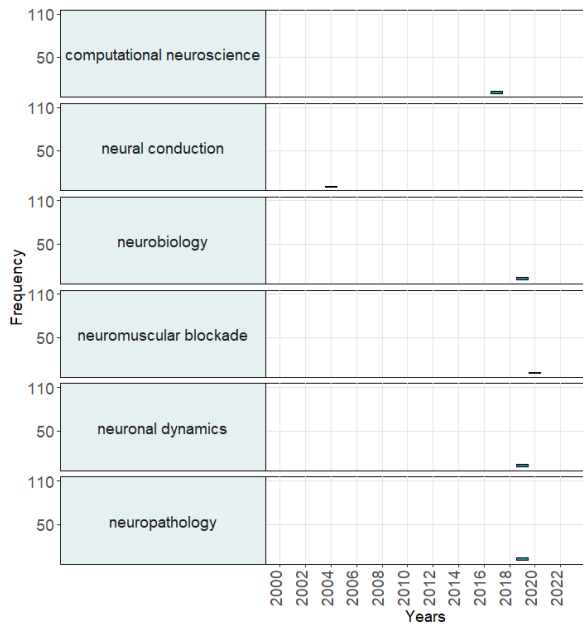 110
computational neuroscience
50
110
neural conduction
50
110
neurobiology
50
Frequency
110
neuromuscular blockade
50
110
neuronal dynamics
50
110
neuropathology
50
2000 2002 2004 2006 2008 2010 2012 2014 2016 2018 2020 2022
Years